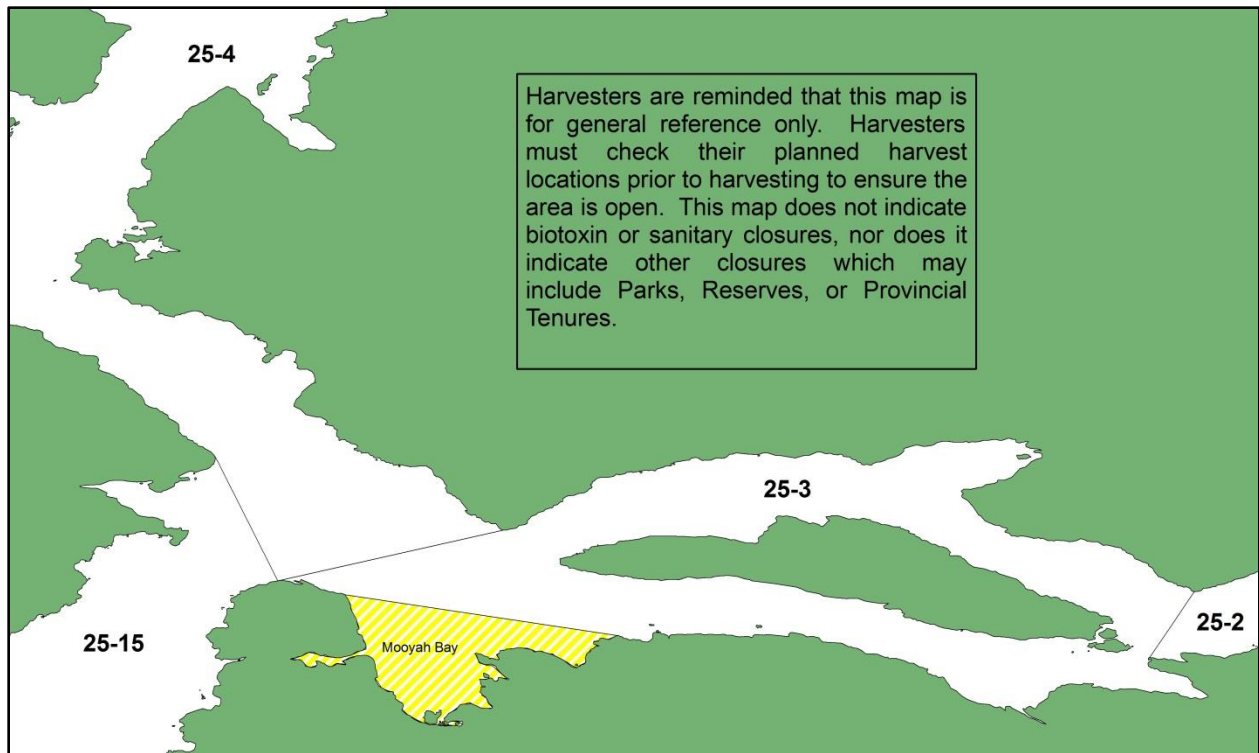 25-4
Harvesters are reminded that this map is
for general reference only. Harvesters
must check their planned harvest
locations prior to harvesting to ensure the
area is open. This map does not indicate
biotoxin or sanitary closures, nor does it
indicate other closures which may
include Parks, Reserves, or Provincial
Tenures.
25-3
25-15
Mooyah Bay
25-2